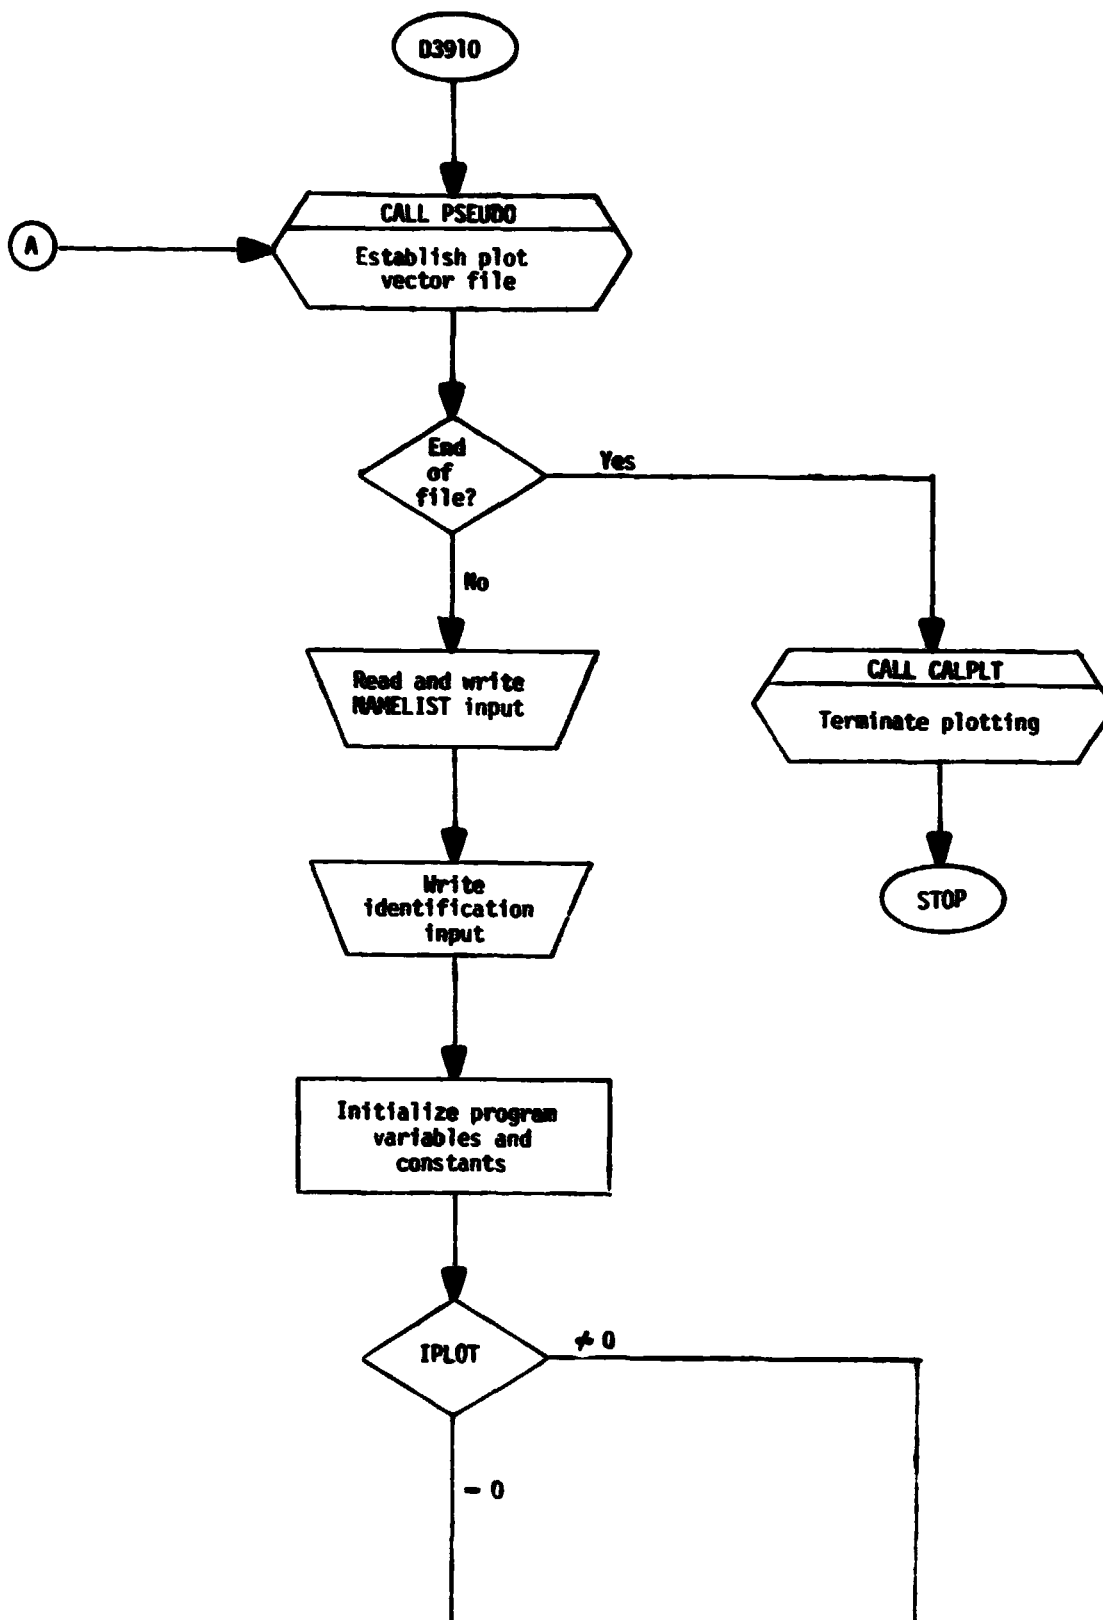 D3910
CALL PSEUDO
A
Establish plot
vector file
End
of
file?
Yes
No
Read and write
NAMELIST input
CALL CALPLT
Terminate plotting
Write
identification
input
STOP
Initialize program
variables and
constants
IPLOT
≠ 0
= 0